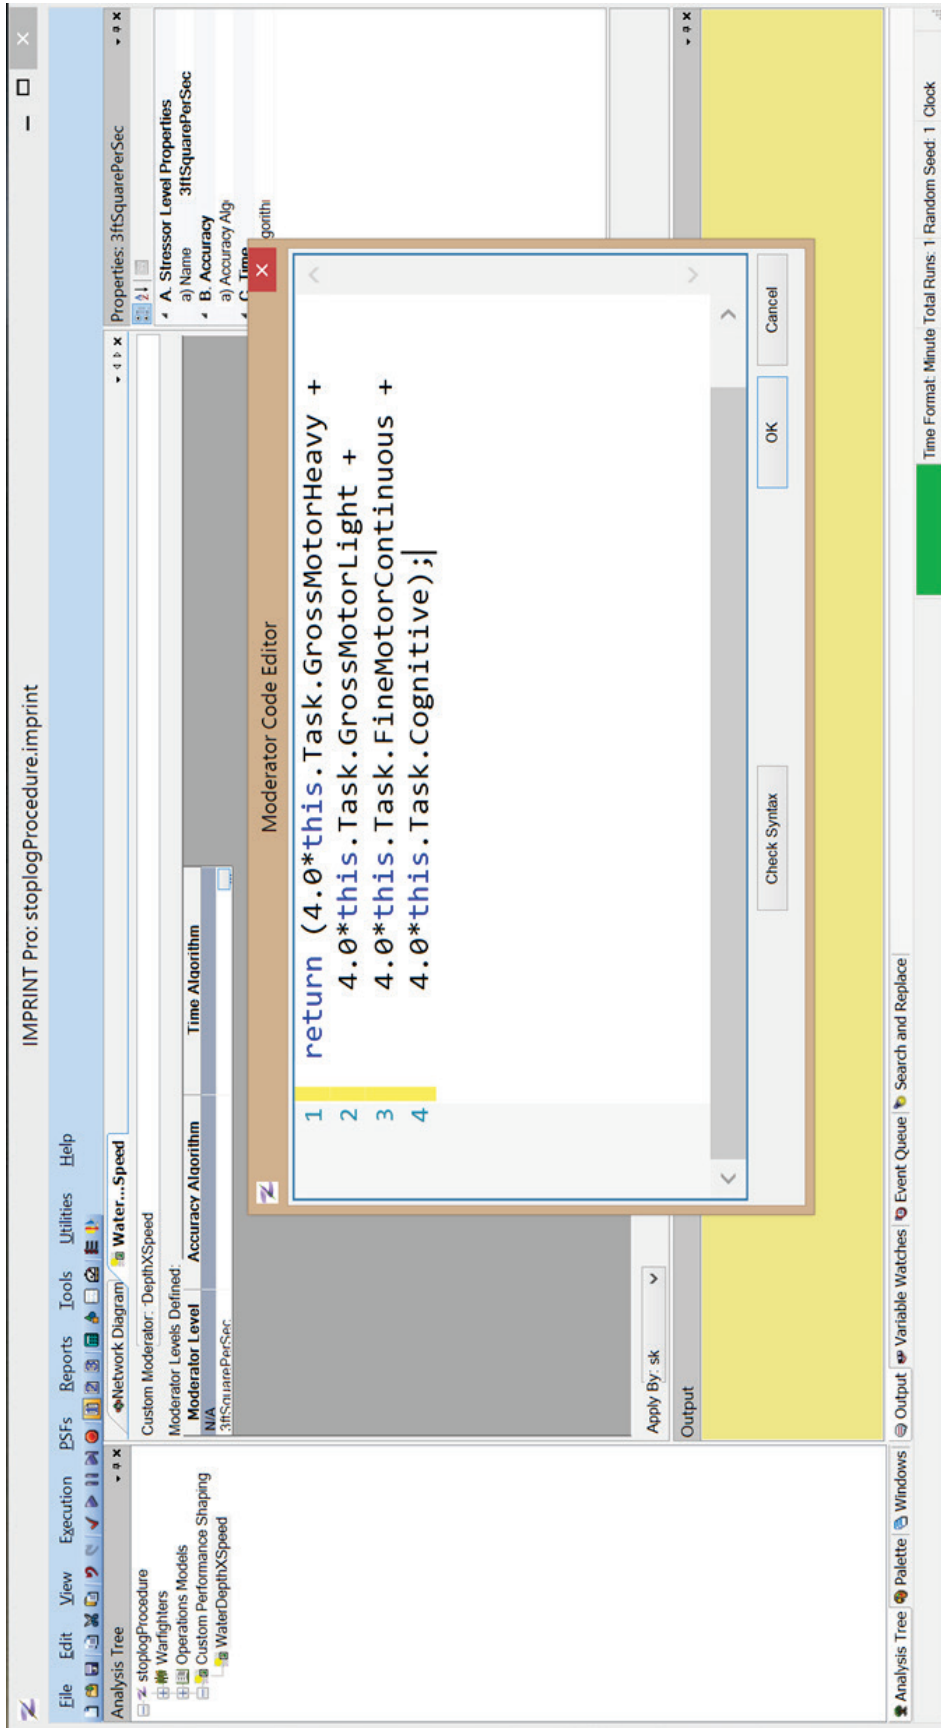 IMPRINT Pro: stoplogProcedure.imprint
File Edit View Execution PSFs Reports Tools Utilities Help
Analysis Tree
stoplogProcedure
Warfighters
Operations Models
Custom Performance Shaping
WaterDepthXSpeed
Network Diagram Water...Speed
Custom Moderator: DepthXSpeed
Moderator Levels Defined:
Moderator Level Accuracy Algorithm Time Algorithm
N/A
3ftSquarePerSec
Apply By: sk
Properties: 3ftSquarePerSec
A. Stressor Level Properties
a) Name 3ftSquarePerSec
B. Accuracy
a) Accuracy Algo
C. Time
gorithi
Moderator Code Editor
1 return (4.0*this.Task.GrossMotorHeavy +
2 4.0*this.Task.GrossMotorLight +
3 4.0*this.Task.FineMotorContinuous +
4 4.0*this.Task.Cognitive);
Check Syntax OK Cancel
Output
Analysis Tree Palette Windows Output Variable Watches Event Queue Search and Replace
Time Format: Minute Total Runs: 1 Random Seed: 1 Clock